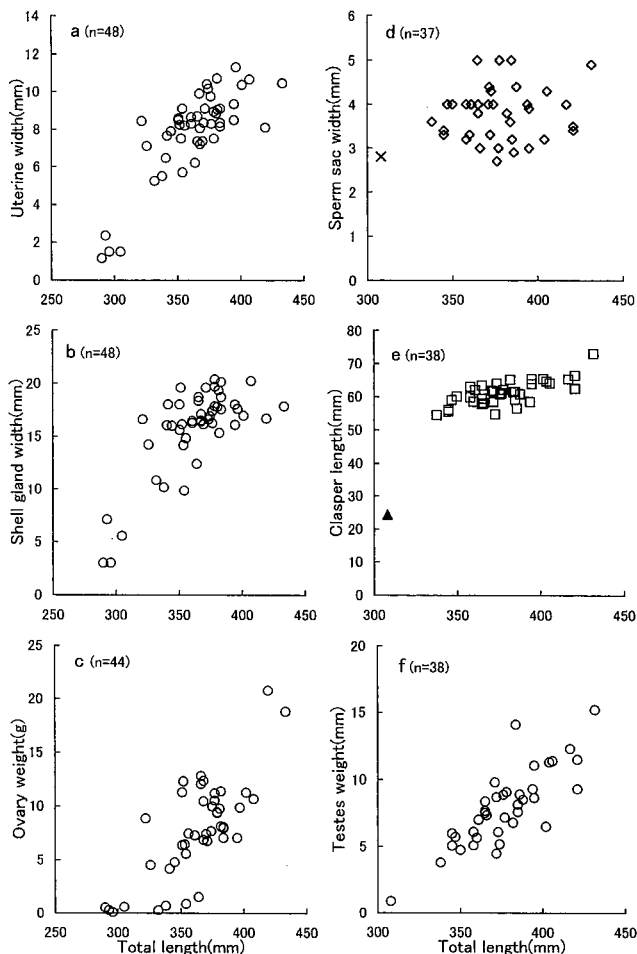 a (n=48)
Uterine width(mm)
14
12
10
8
6
4
2
0
250 300 350 400 450
d (n=37)
Sperm sac width(mm)
6
5
4
3
2
1
0
300 350 400 450
b (n=48)
Shell gland width(mm)
25
20
15
10
5
0
250 300 350 400 450
e (n=38)
Clasper length(mm)
80
70
60
50
40
30
20
10
0
300 350 400 450
c (n=44)
Ovary weight(g)
25
20
15
10
5
0
250 300 350 400 450
Total length(mm)
f (n=38)
Testes weight(mm)
20
15
10
5
0
300 350 400 450
Total length(mm)